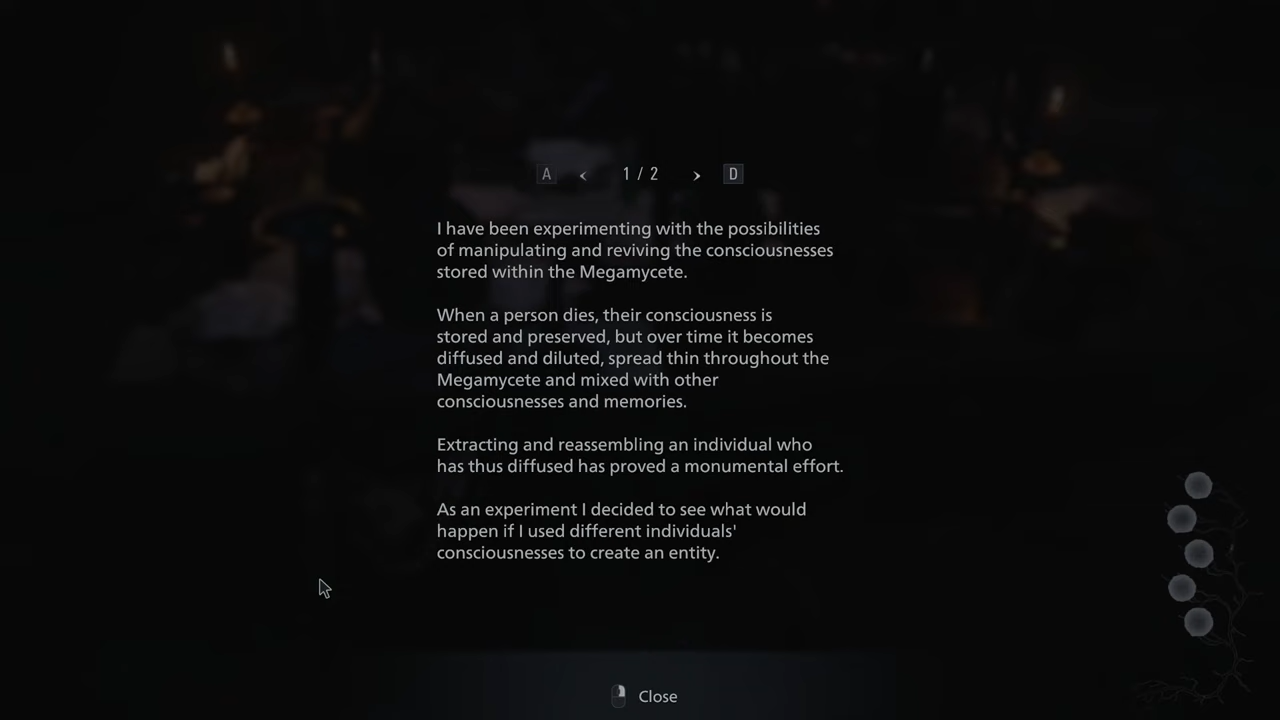 A < 1 / 2 > D
I have been experimenting with the possibilities
of manipulating and reviving the consciousnesses
stored within the Megamycete.
When a person dies, their consciousness is
stored and preserved, but over time it becomes
diffused and diluted, spread thin throughout the
Megamycete and mixed with other
consciousnesses and memories.
Extracting and reassembling an individual who
has thus diffused has proved a monumental effort.
As an experiment I decided to see what would
happen if I used different individuals'
consciousnesses to create an entity.
Close